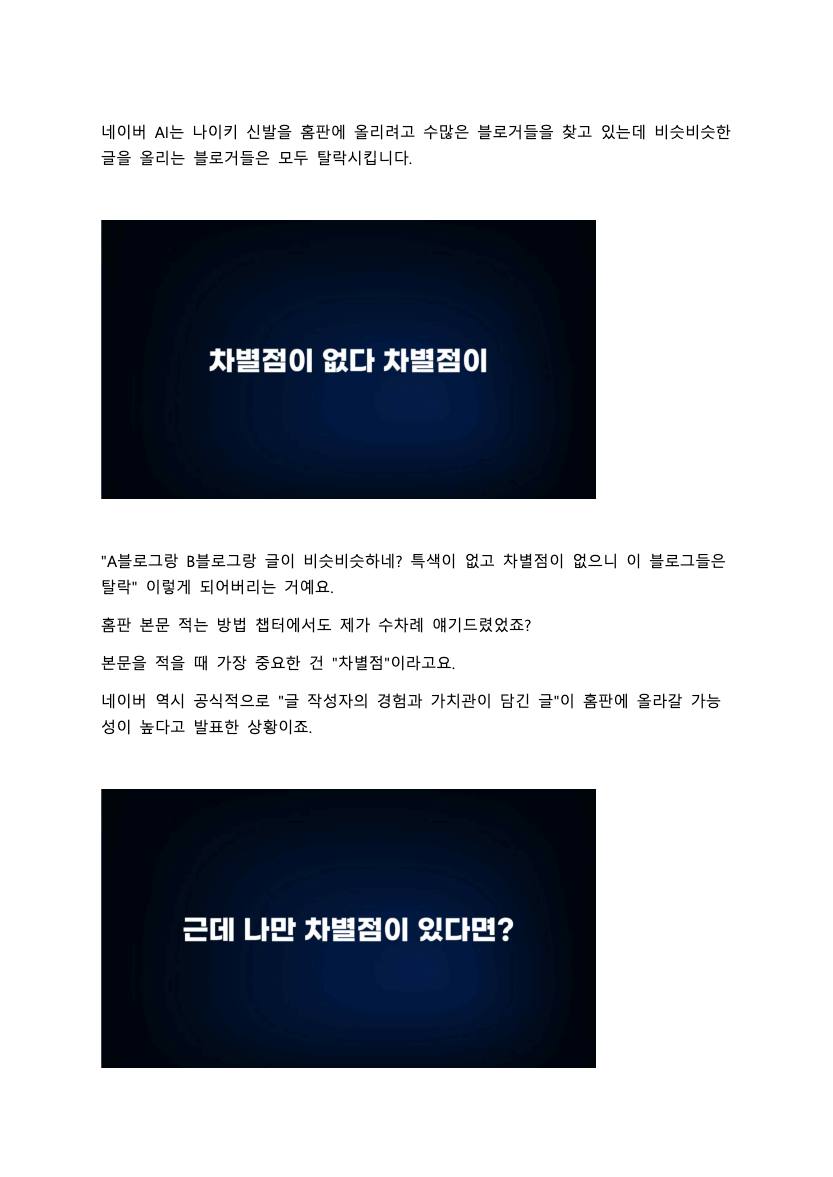 네이버 AI는 나이키 신발을 홈판에 올리려고 수많은 블로거들을 찾고 있는데 비슷비슷한
글을 올리는 블로거들은 모두 탈락시킵니다.
차별점이 없다 차별점이
"A블로그랑 B블로그랑 글이 비슷비슷하네? 특색이 없고 차별점이 없으니 이 블로그들은
탈락" 이렇게 되어버리는 거예요.
홈판 본문 적는 방법 챕터에서도 제가 수차례 얘기드렸었죠?
본문을 적을 때 가장 중요한 건 "차별점"이라고요.
네이버 역시 공식적으로 "글 작성자의 경험과 가치관이 담긴 글"이 홈판에 올라갈 가능
성이 높다고 발표한 상황이죠.
근데 나만 차별점이 있다면?